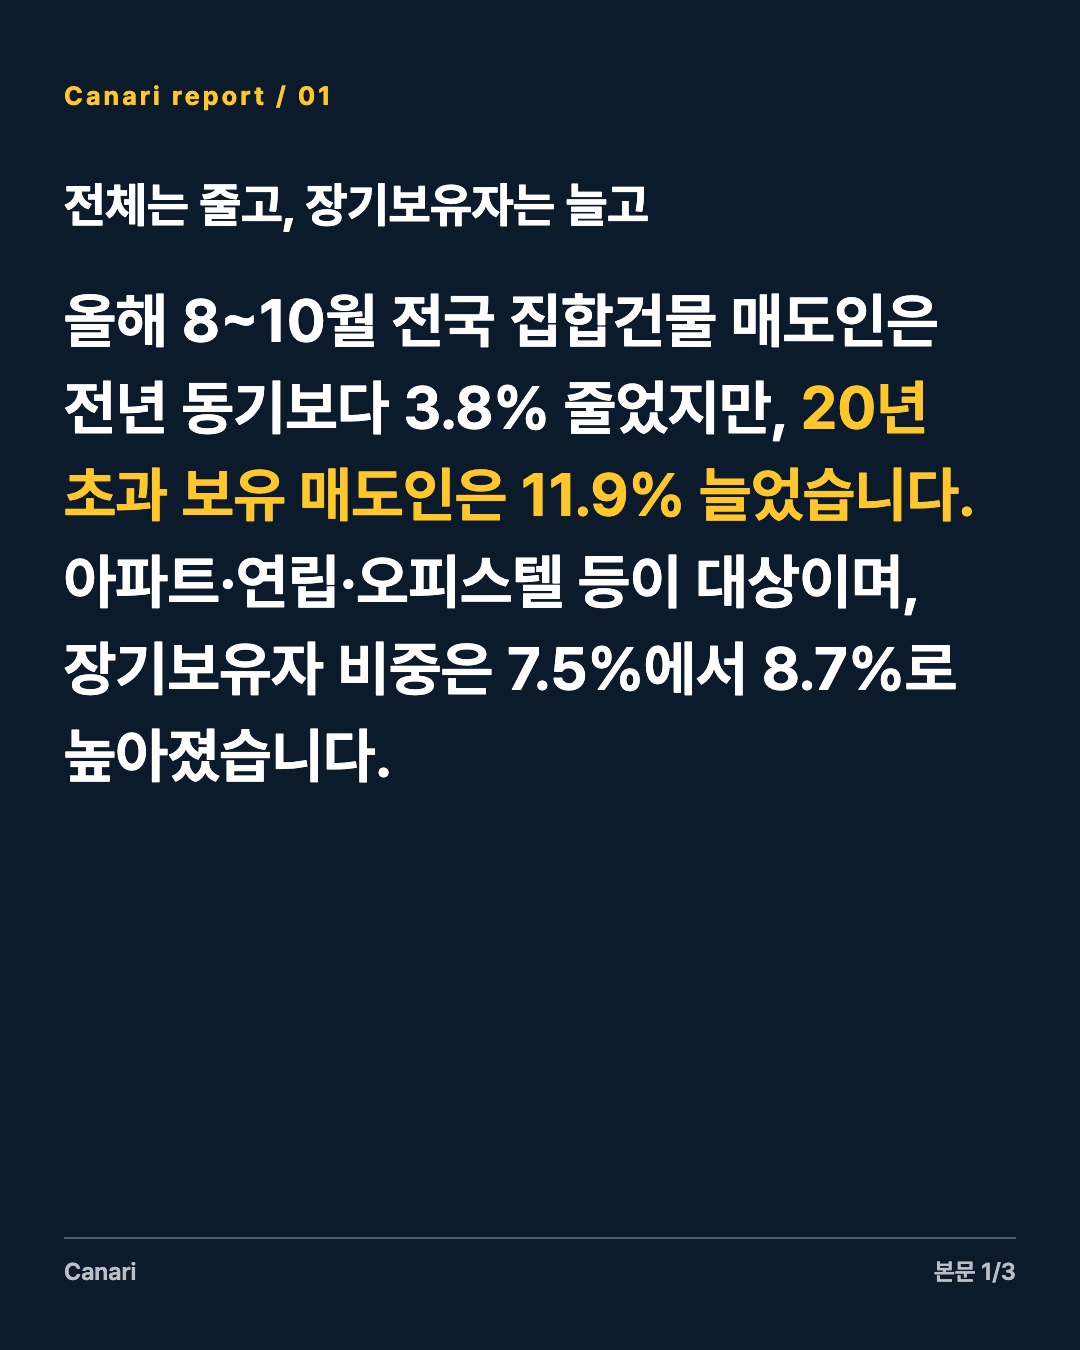 Canari report / 01
전체는 줄고, 장기보유자는 늘고
올해 8~10월 전국 집합건물 매도인은
전년 동기보다 3.8% 줄었지만, 20년
초과 보유 매도인은 11.9% 늘었습니다.
아파트·연립·오피스텔 등이 대상이며,
장기보유자 비중은 7.5%에서 8.7%로
높아졌습니다.
Canari
본문 1/3